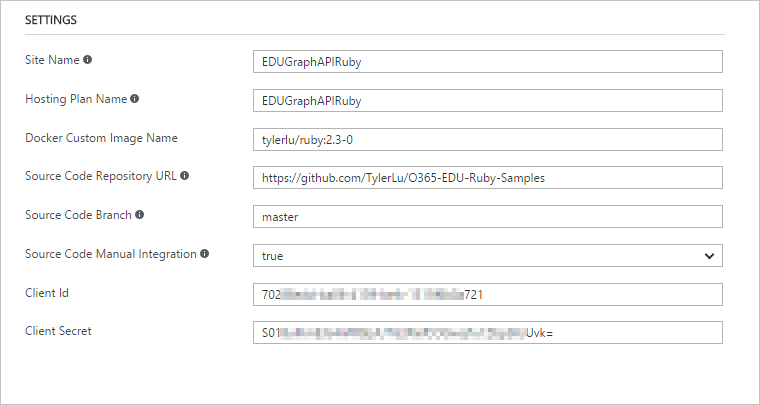 SETTINGS
Site Name
EDUGraphAPIRuby
Hosting Plan Name
EDUGraphAPIRuby
Docker Custom Image Name
tylerlu/ruby:2.3-0
Source Code Repository URL
https://github.com/TylerLu/O365-EDU-Ruby-Samples
Source Code Branch
master
Source Code Manual Integration
true
Client Id
702 721
Client Secret
S01 Uvk=